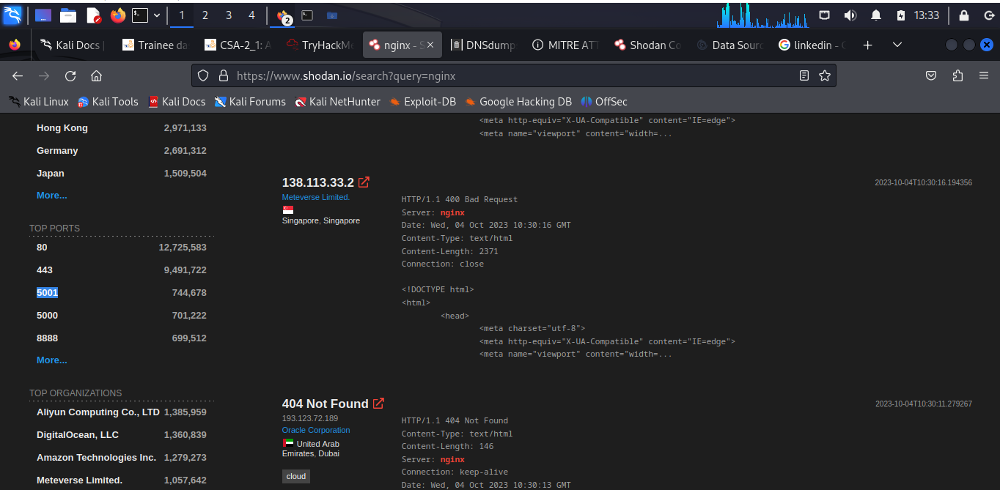 1 2 3 4 2 13:33
Kali Docs Trainee da CSA-2_1: A TryHackMe nginx - S DNSdump MITRE ATT Shodan Co Data Sour linkedin - G
https://www.shodan.io/search?query=nginx
Kali Linux Kali Tools Kali Docs Kali Forums Kali NetHunter Exploit-DB Google Hacking DB OffSec
Hong Kong 2,971,133
Germany 2,691,312
Japan 1,509,504
More...
TOP PORTS
80 12,725,583
443 9,491,722
5001 744,678
5000 701,222
8888 699,512
More...
TOP ORGANIZATIONS
Aliyun Computing Co., LTD 1,385,959
DigitalOcean, LLC 1,360,839
Amazon Technologies Inc. 1,279,273
Meteverse Limited. 1,057,642
<meta http-equiv="X-UA-Compatible" content="IE=edge">
<meta name="viewport" content="width=...
138.113.33.2
2023-10-04T10:30:16.194356
Meteverse Limited.
Singapore, Singapore
HTTP/1.1 400 Bad Request
Server: nginx
Date: Wed, 04 Oct 2023 10:30:16 GMT
Content-Type: text/html
Content-Length: 2371
Connection: close
<!DOCTYPE html>
<html>
<head>
<meta charset="utf-8">
<meta http-equiv="X-UA-Compatible" content="IE=edge">
<meta name="viewport" content="width=...
404 Not Found
2023-10-04T10:30:11.279267
193.123.72.189
Oracle Corporation
United Arab
Emirates, Dubai
cloud
HTTP/1.1 404 Not Found
Content-Type: text/html
Content-Length: 146
Server: nginx
Connection: keep-alive
Date: Wed, 04 Oct 2023 10:30:13 GMT